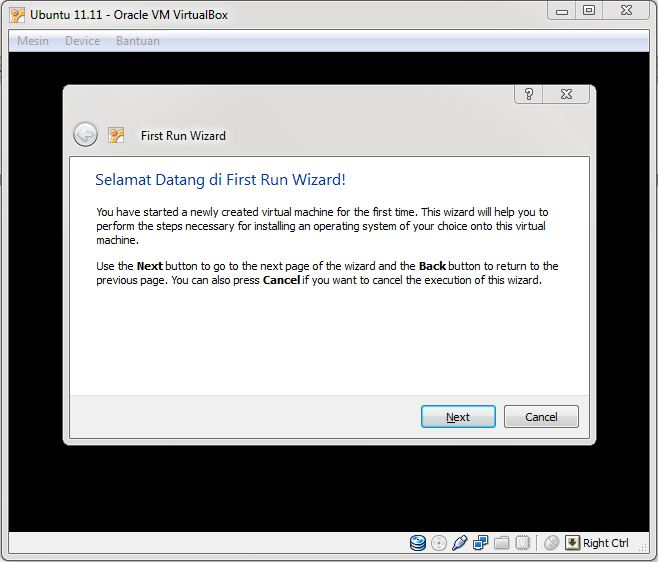 Ubuntu 11.11 - Oracle VM VirtualBox
Mesin Device Bantuan
First Run Wizard
Selamat Datang di First Run Wizard!
You have started a newly created virtual machine for the first time. This wizard will help you to
perform the steps necessary for installing an operating system of your choice onto this virtual
machine.
Use the Next button to go to the next page of the wizard and the Back button to return to the
previous page. You can also press Cancel if you want to cancel the execution of this wizard.
Next Cancel
Right Ctrl